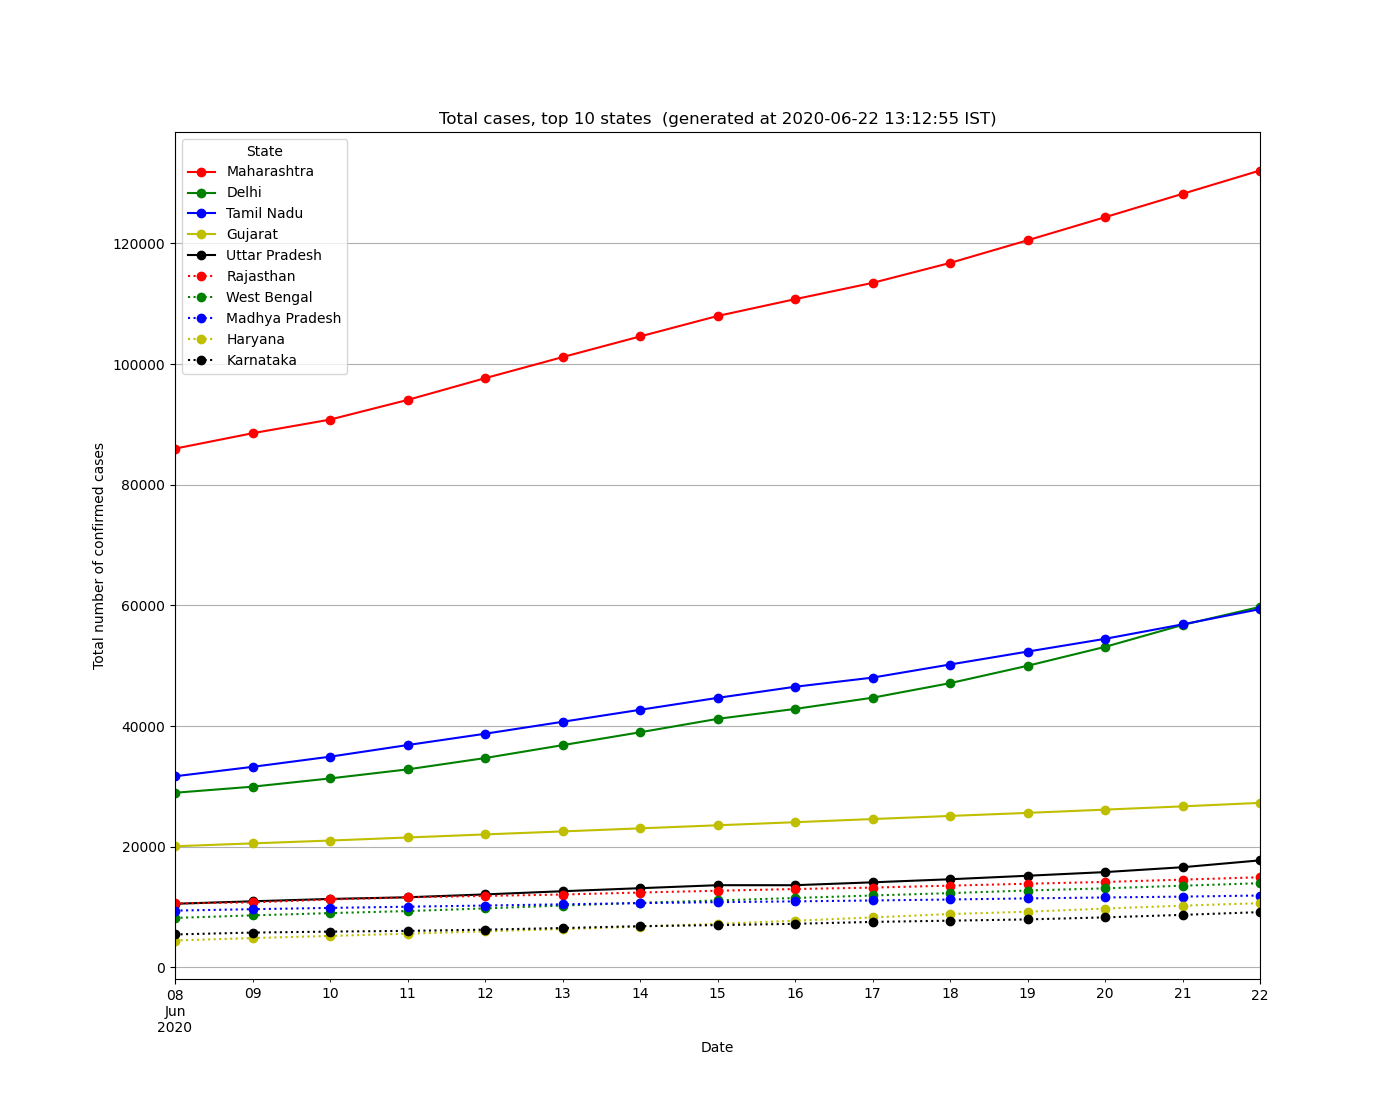 Total cases, top 10 states  (generated at 2020-06-22 13:12:55 IST)
State
Maharashtra
Delhi
Tamil Nadu
Gujarat
Uttar Pradesh
Rajasthan
West Bengal
Madhya Pradesh
Haryana
Karnataka
120000
100000
80000
60000
40000
20000
0
Total number of confirmed cases
08 09 10 11 12 13 14 15 16 17 18 19 20 21 22
Jun
2020
Date